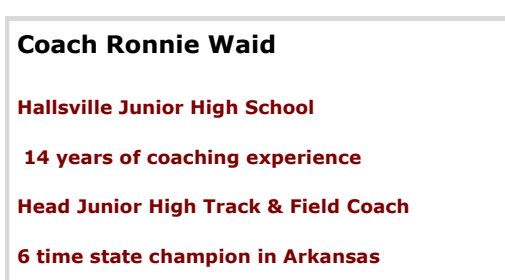 Coach Ronnie Waid
Hallsville Junior High School
14 years of coaching experience
Head Junior High Track & Field Coach
6 time state champion in Arkansas